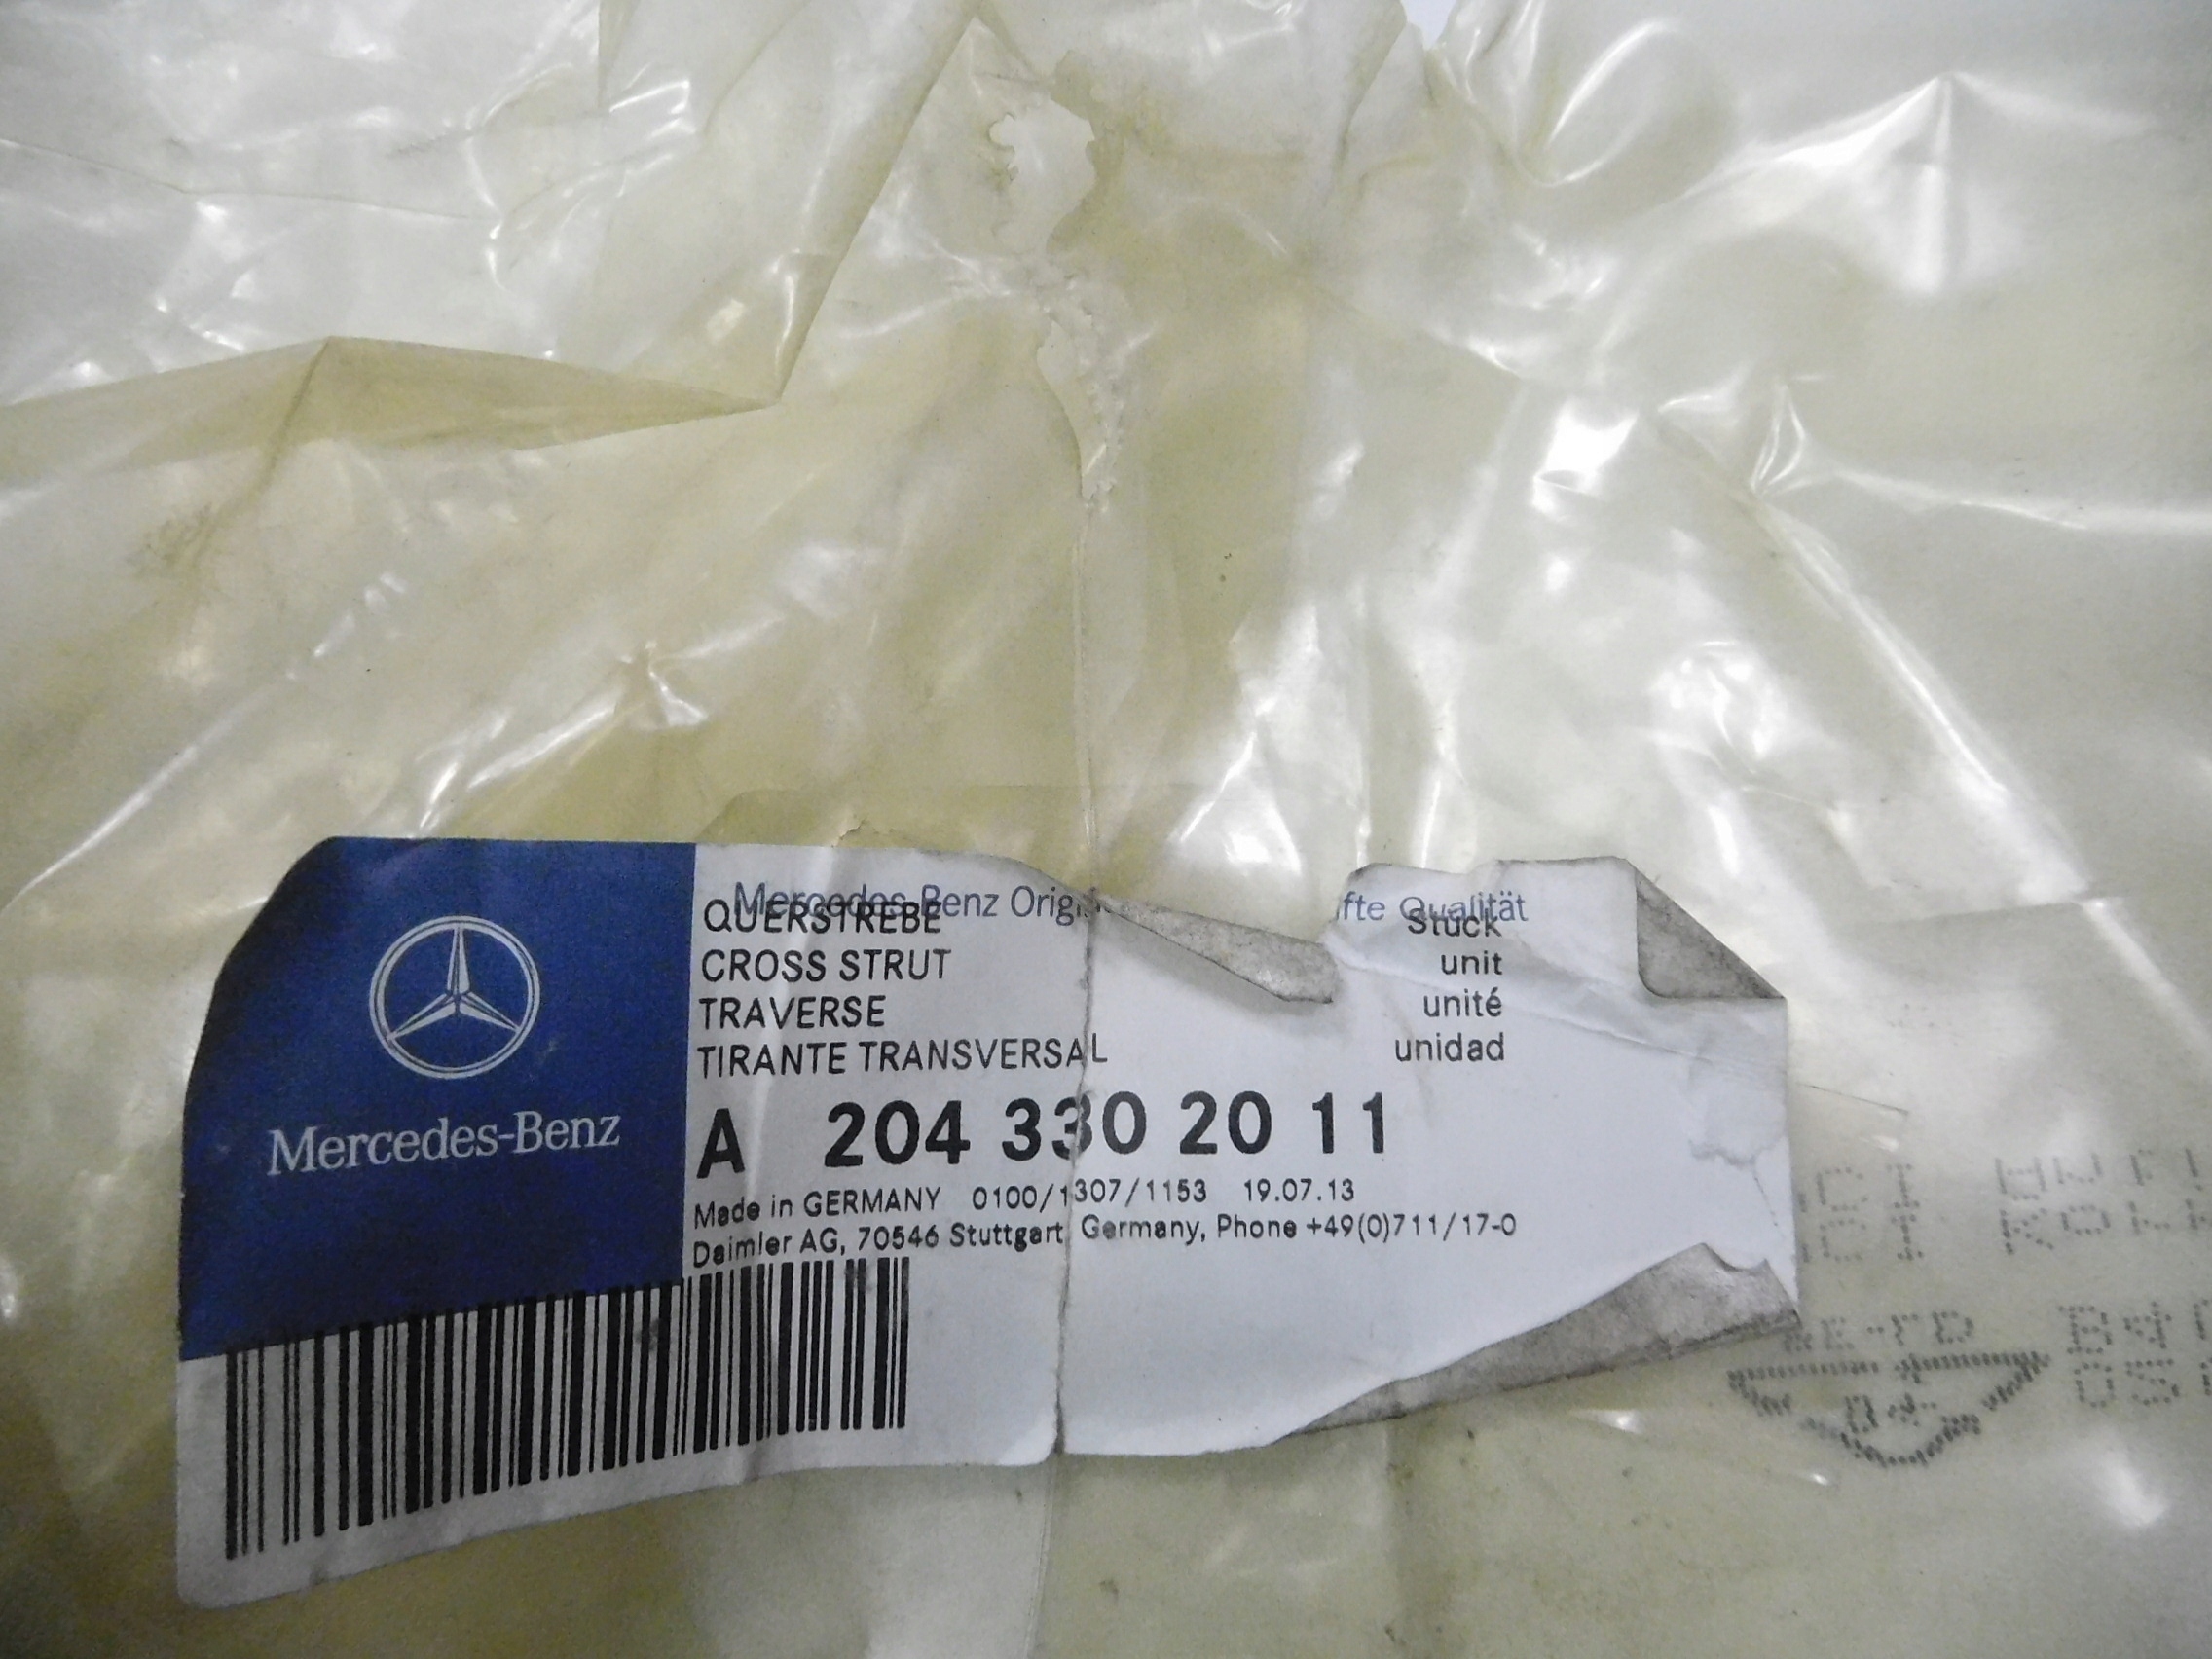 Mercedes-Benz
Mercedes-Benz Qualität
QUERSTREBE Stück
CROSS STRUT unit
TRAVERSE unité
TIRANTE TRANSVERSAL unidad
A 204 330 20 11
Made in GERMANY 0100/1307/1153 19.07.13
Daimler AG, 70546 Stuttgart, Germany, Phone +49(0)711/17-0